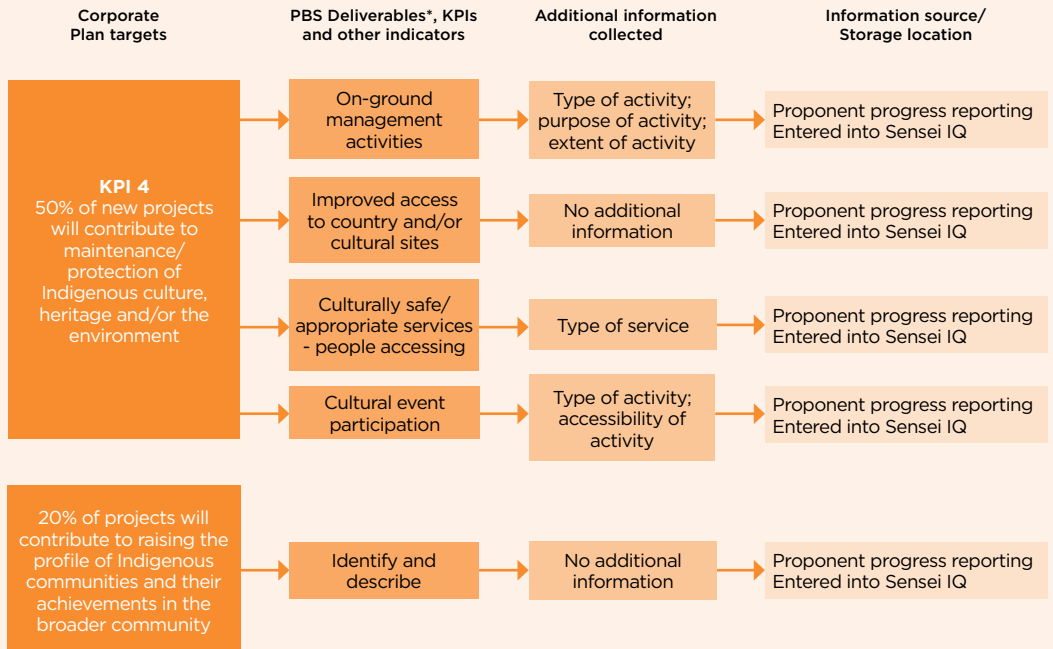 Corporate
Plan targets
PBS Deliverables*, KPIs
and other indicators
Additional information
collected
Information source/
Storage location
KPI 4
50% of new projects
will contribute to
maintenance/
protection of
Indigenous culture,
heritage and/or the
environment
On-ground
management
activities
Type of activity;
purpose of activity;
extent of activity
Proponent progress reporting
Entered into Sensei IQ
Improved access
to country and/or
cultural sites
No additional
information
Proponent progress reporting
Entered into Sensei IQ
Culturally safe/
appropriate services
- people accessing
Type of service
Proponent progress reporting
Entered into Sensei IQ
Cultural event
participation
Type of activity;
accessibility of
activity
Proponent progress reporting
Entered into Sensei IQ
20% of projects will
contribute to raising the
profile of Indigenous
communities and their
achievements in the
broader community
Identify and
describe
No additional
information
Proponent progress reporting
Entered into Sensei IQ